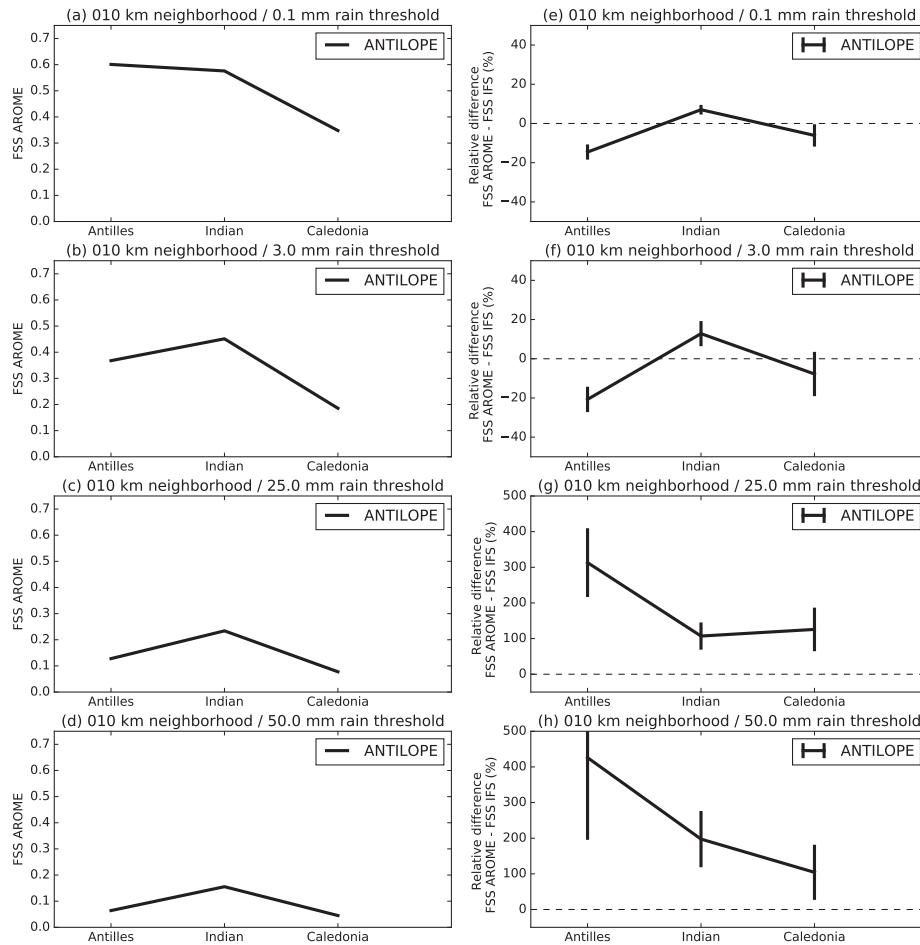 (a) 010 km neighborhood / 0.1 mm rain threshold
0.7
0.6
0.5
0.4
0.3
0.2
0.1
0.0
FSS AROME
ANTILOPE
Antilles Indian Caledonia
(b) 010 km neighborhood / 3.0 mm rain threshold
0.7
0.6
0.5
0.4
0.3
0.2
0.1
0.0
FSS AROME
ANTILOPE
Antilles Indian Caledonia
(c) 010 km neighborhood / 25.0 mm rain threshold
0.7
0.6
0.5
0.4
0.3
0.2
0.1
0.0
FSS AROME
ANTILOPE
Antilles Indian Caledonia
(d) 010 km neighborhood / 50.0 mm rain threshold
0.7
0.6
0.5
0.4
0.3
0.2
0.1
0.0
FSS AROME
ANTILOPE
Antilles Indian Caledonia
(e) 010 km neighborhood / 0.1 mm rain threshold
40
20
0
−20
−40
Relative difference
FSS AROME - FSS IFS (%)
ANTILOPE
Antilles Indian Caledonia
(f) 010 km neighborhood / 3.0 mm rain threshold
40
20
0
−20
−40
Relative difference
FSS AROME - FSS IFS (%)
ANTILOPE
Antilles Indian Caledonia
(g) 010 km neighborhood / 25.0 mm rain threshold
500
400
300
200
100
0
Relative difference
FSS AROME - FSS IFS (%)
ANTILOPE
Antilles Indian Caledonia
(h) 010 km neighborhood / 50.0 mm rain threshold
500
400
300
200
100
0
Relative difference
FSS AROME - FSS IFS (%)
ANTILOPE
Antilles Indian Caledonia